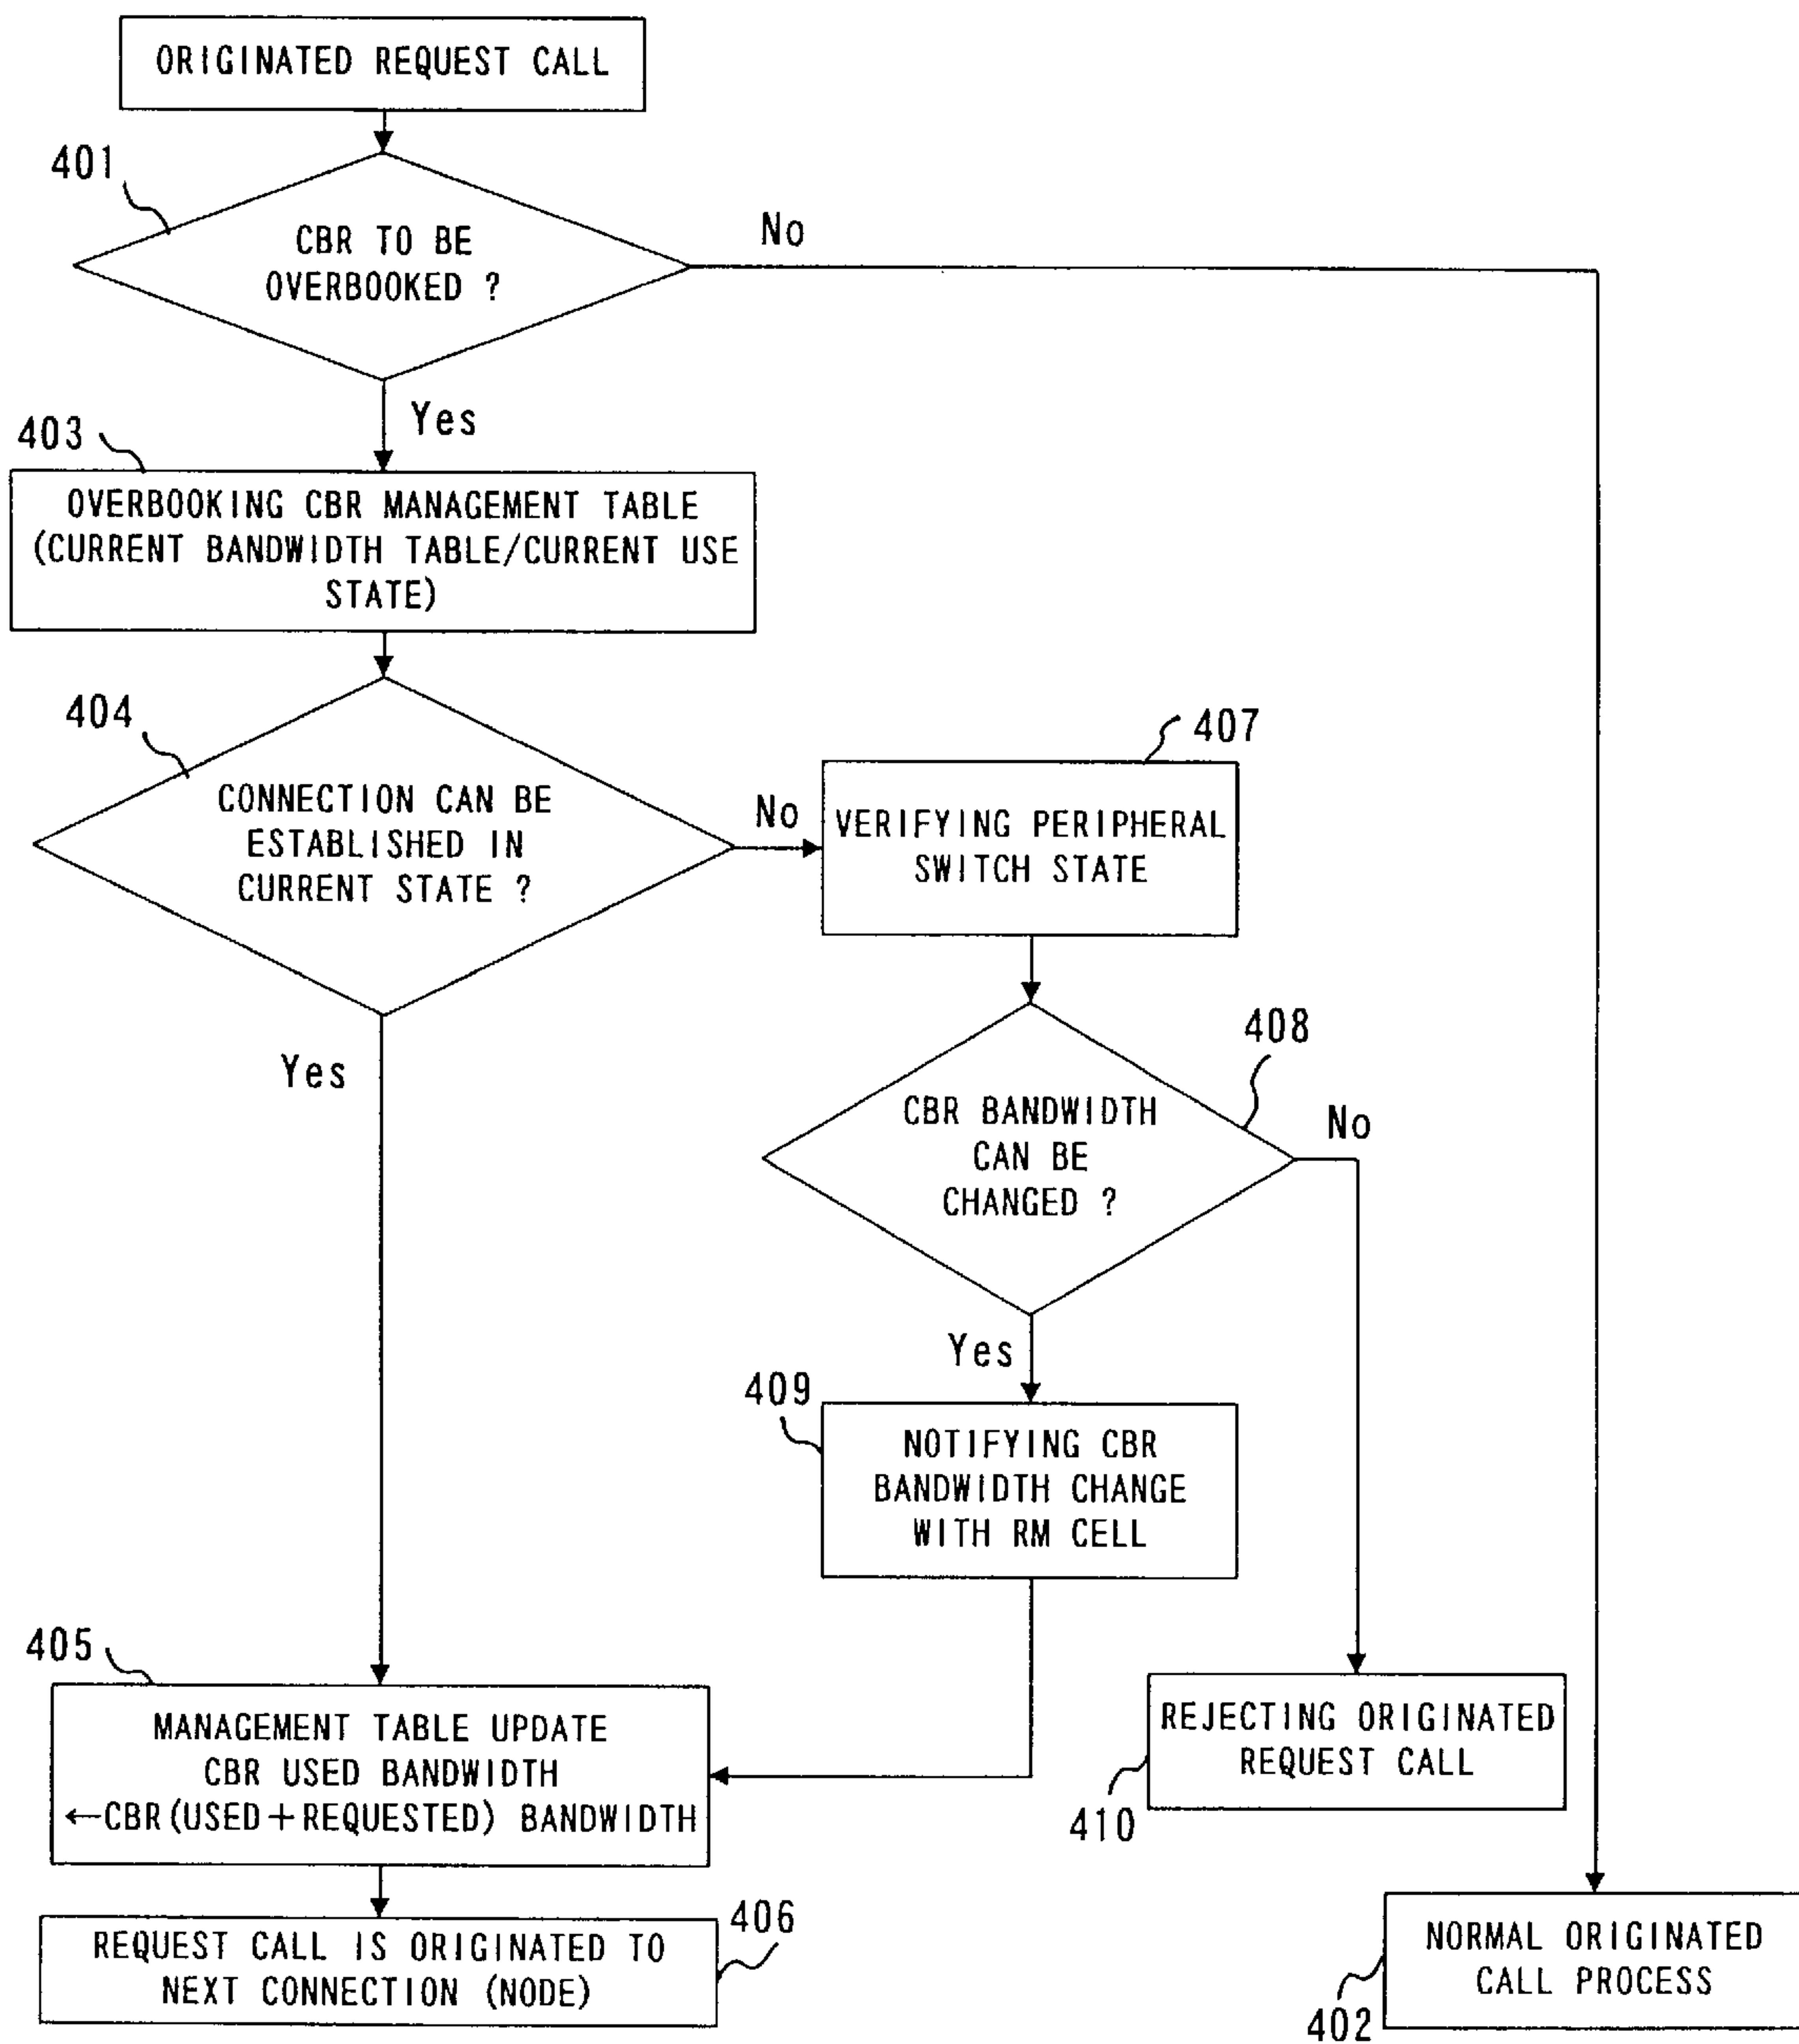 ORIGINATED REQUEST CALL
401
CBR TO BE
OVERBOOKED ?
No
Yes
403
OVERBOOKING CBR MANAGEMENT TABLE
(CURRENT BANDWIDTH TABLE/CURRENT USE
STATE)
404
CONNECTION CAN BE
ESTABLISHED IN
CURRENT STATE ?
No
407
VERIFYING PERIPHERAL
SWITCH STATE
Yes
408
CBR BANDWIDTH
CAN BE
CHANGED ?
No
Yes
409
NOTIFYING CBR
BANDWIDTH CHANGE
WITH RM CELL
405
MANAGEMENT TABLE UPDATE
CBR USED BANDWIDTH
←CBR(USED+REQUESTED) BANDWIDTH
REJECTING ORIGINATED
REQUEST CALL
410
406
REQUEST CALL IS ORIGINATED TO
NEXT CONNECTION (NODE)
NORMAL ORIGINATED
CALL PROCESS
402